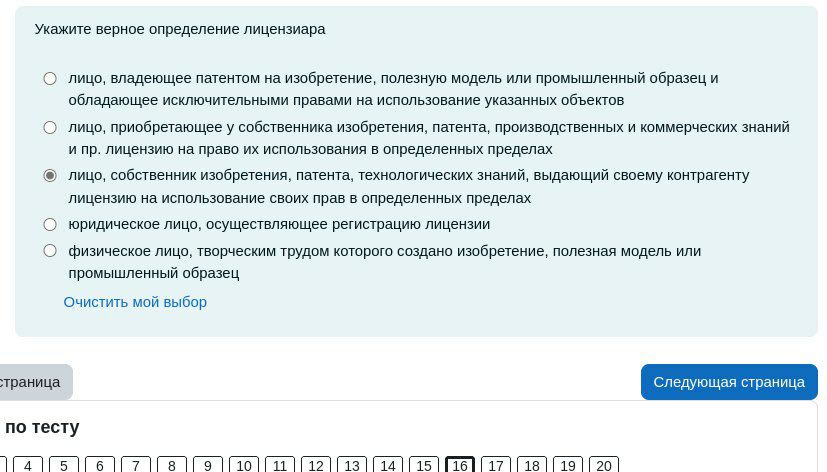 Укажите верное определение лицензиара
лицо, владеющее патентом на изобретение, полезную модель или промышленный образец и
обладающее исключительными правами на использование указанных объектов
лицо, приобретающее у собственника изобретения, патента, производственных и коммерческих знаний
и пр. лицензию на право их использования в определенных пределах
лицо, собственник изобретения, патента, технологических знаний, выдающий своему контрагенту
лицензию на использование своих прав в определенных пределах
юридическое лицо, осуществляющее регистрацию лицензии
физическое лицо, творческим трудом которого создано изобретение, полезная модель или
промышленный образец
Очистить мой выбор
страница
Следующая страница
по тесту
4 5 6 7 8 9 10 11 12 13 14 15 16 17 18 19 20